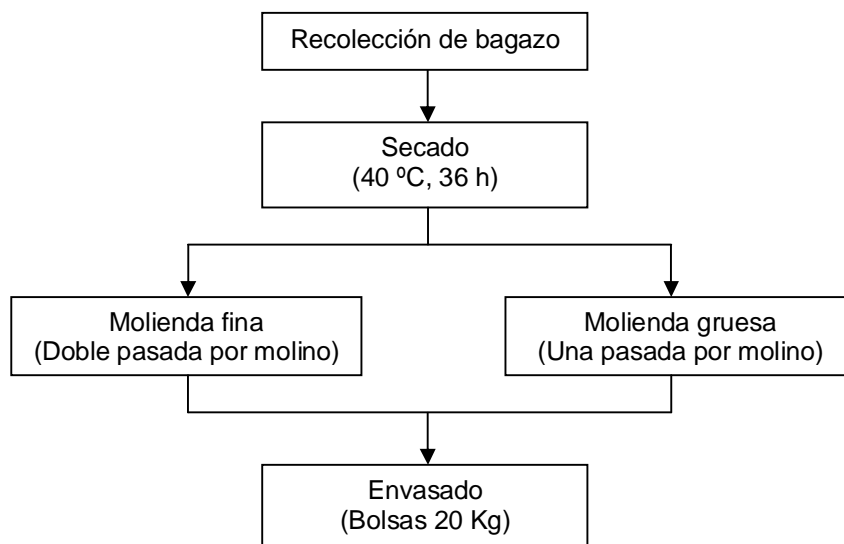 Recolección de bagazo
Secado
(40 ºC, 36 h)
Molienda fina
(Doble pasada por molino)
Molienda gruesa
(Una pasada por molino)
Envasado
(Bolsas 20 Kg)